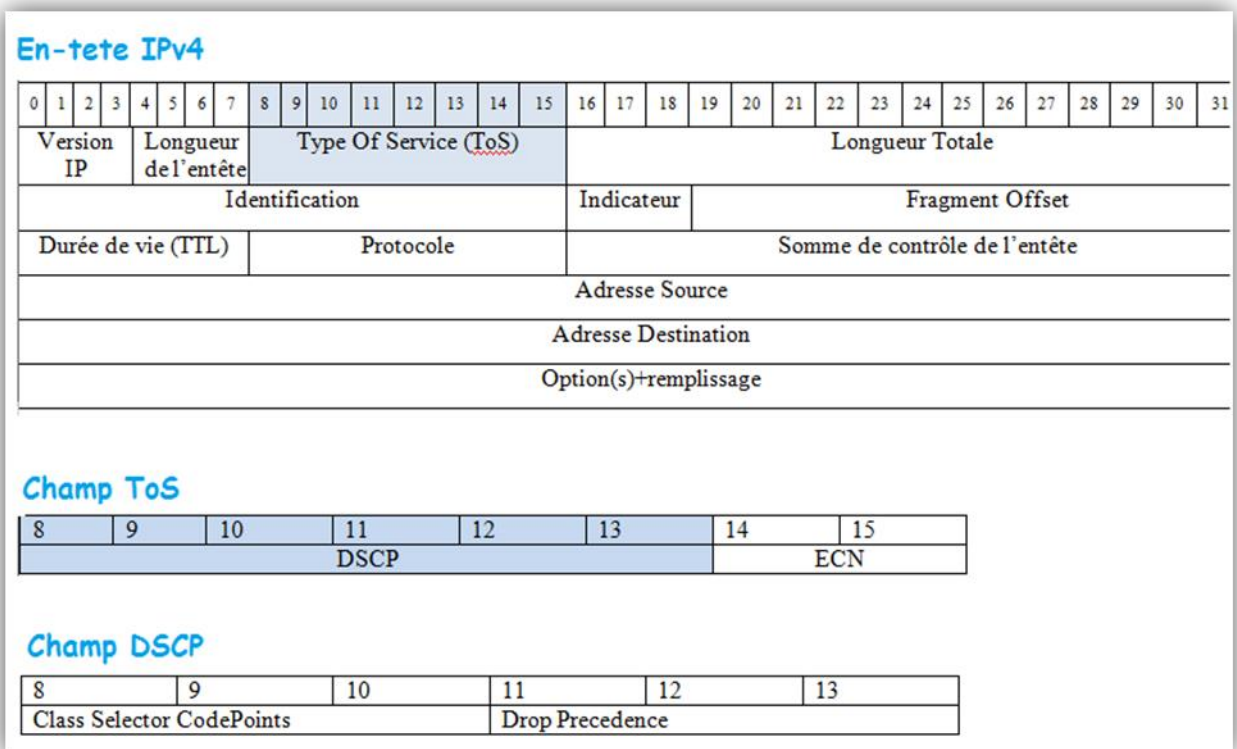 En-tete IPv4
0 1 2 3 4 5 6 7 8 9 10 11 12 13 14 15 16 17 18 19 20 21 22 23 24 25 26 27 28 29 30 31
Version IP Longueur de l'entête Type Of Service (ToS) Longueur Totale
Identification Indicateur Fragment Offset
Durée de vie (TTL) Protocole Somme de contrôle de l'entête
Adresse Source
Adresse Destination
Option(s)+remplissage
Champ ToS
8 9 10 11 12 13 14 15
DSCP ECN
Champ DSCP
8 9 10 11 12 13
Class Selector CodePoints Drop Precedence